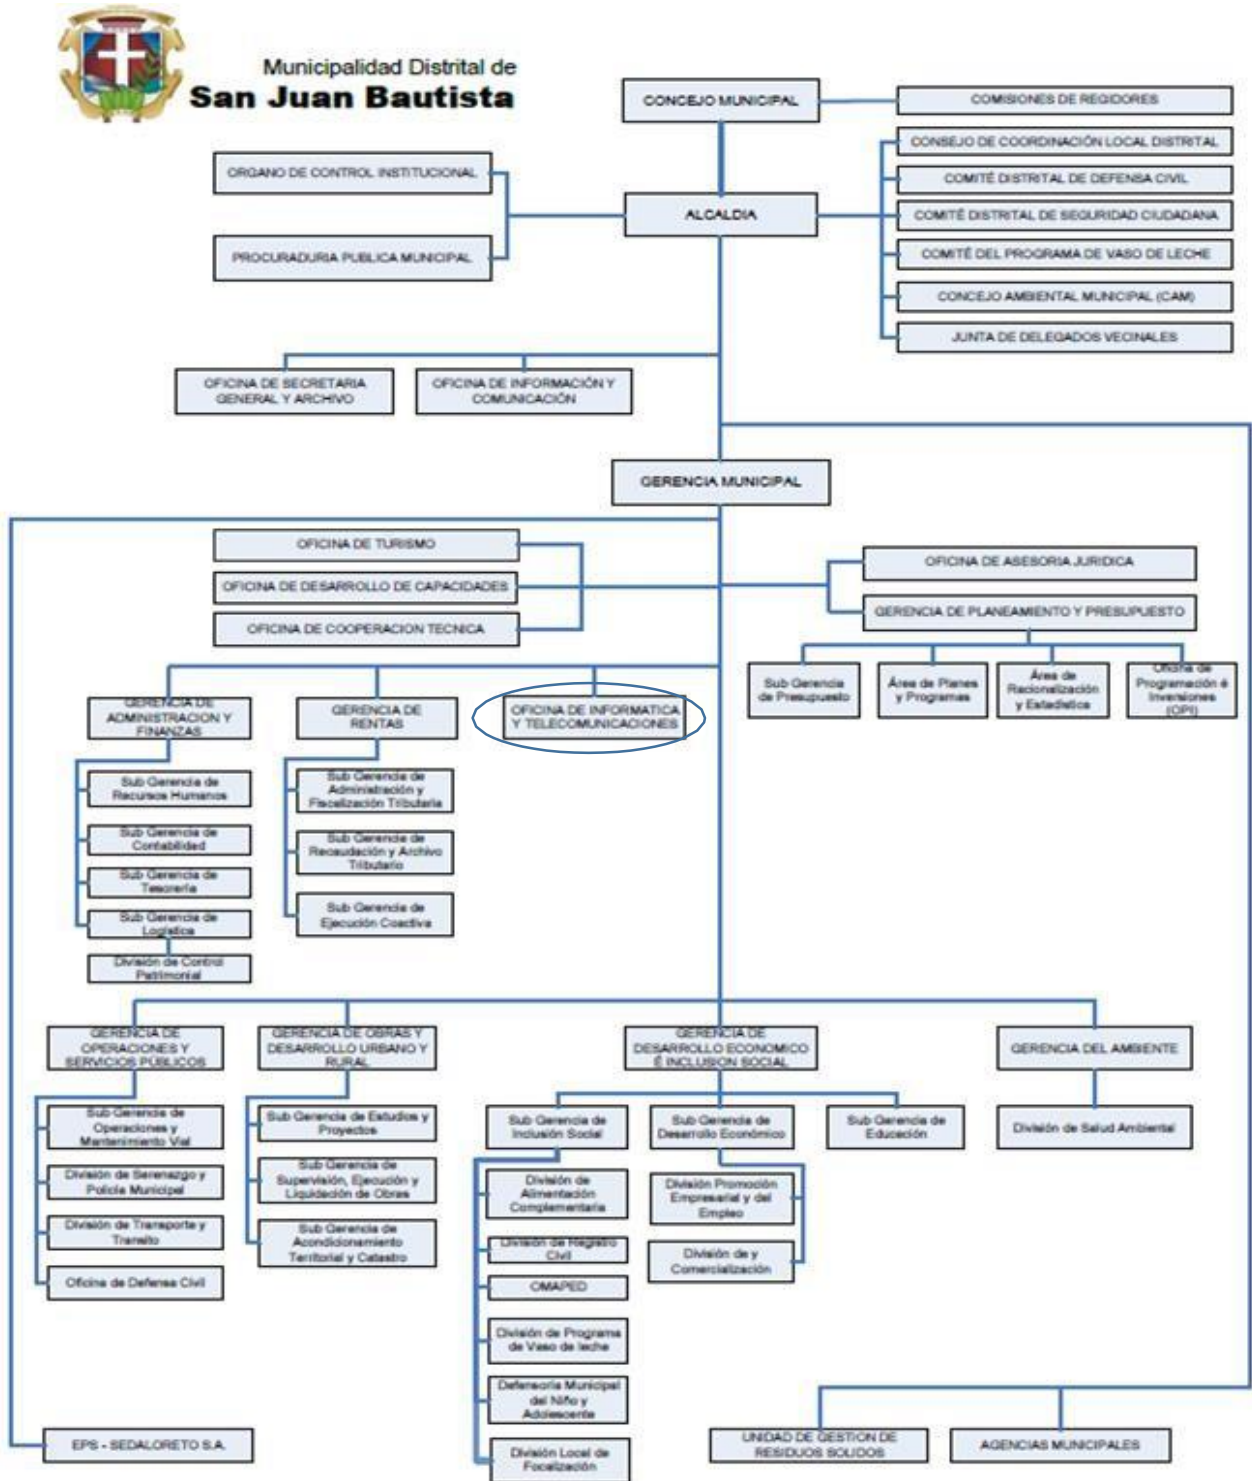 Municipalidad Distrital de
San Juan Bautista
CONCEJO MUNICIPAL
COMISIONES DE REGIDORES
CONSEJO DE COORDINACIÓN LOCAL DISTRITAL
ORGANO DE CONTROL INSTITUCIONAL
COMITÉ DISTRITAL DE DEFENSA CIVIL
ALCALDIA
COMITÉ DISTRITAL DE SEGURIDAD CIUDADANA
PROCURADURIA PUBLICA MUNICIPAL
COMITÉ DEL PROGRAMA DE VASO DE LECHE
CONCEJO AMBIENTAL MUNICIPAL (CAM)
JUNTA DE DELEGADOS VECINALES
OFICINA DE SECRETARIA
GENERAL Y ARCHIVO
OFICINA DE INFORMACIÓN Y
COMUNICACIÓN
GERENCIA MUNICIPAL
OFICINA DE TURISMO
OFICINA DE DESARROLLO DE CAPACIDADES
OFICINA DE COOPERACION TECNICA
OFICINA DE ASESORIA JURIDICA
GERENCIA DE PLANEAMIENTO Y PRESUPUESTO
Sub Gerencia
de Presupuesto
Área de Planes
y Programas
Área de
Racionalización
y Estadística
Oficina de
Programación é
Inversiones
(OPI)
GERENCIA DE
ADMINISTRACION Y
FINANZAS
GERENCIA DE
RENTAS
OFICINA DE INFORMATICA
Y TELECOMUNICACIONES
Sub Gerencia de
Recursos Humanos
Sub Gerencia de
Contabilidad
Sub Gerencia de
Tesorería
Sub Gerencia de
Logística
División de Control
Patrimonial
Sub Gerencia de
Administración y
Fiscalización Tributaria
Sub Gerencia de
Recaudación y Archivo
Tributario
Sub Gerencia de
Ejecución Coactiva
GERENCIA DE
OPERACIONES Y
SERVICIOS PÚBLICOS
GERENCIA DE OBRAS Y
DESARROLLO URBANO Y
RURAL
GERENCIA DE
DESARROLLO ECONOMICO
É INCLUSION SOCIAL
GERENCIA DEL AMBIENTE
Sub Gerencia de
Operaciones y
Mantenimiento Vial
División de Serenazgo y
Policía Municipal
División de Transporte y
Transito
Oficina de Defensa Civil
Sub Gerencia de Estudios y
Proyectos
Sub Gerencia de
Supervisión, Ejecución y
Liquidación de Obras
Sub Gerencia de
Acondicionamiento
Territorial y Catastro
Sub Gerencia de
Inclusión Social
Sub Gerencia de
Desarrollo Económico
Sub Gerencia de
Educación
División de Salud Ambiental
División de
Alimentación
Complementaria
División de Registro
Civil
OMAPED
División de Programa
de Vaso de leche
Defensoría Municipal
del Niño y
Adolescente
División Local de
Focalización
División Promoción
Empresarial y del
Empleo
División de y
Comercialización
EPS - SEDALORETO S.A.
UNIDAD DE GESTION DE
RESIDUOS SOLIDOS
AGENCIAS MUNICIPALES